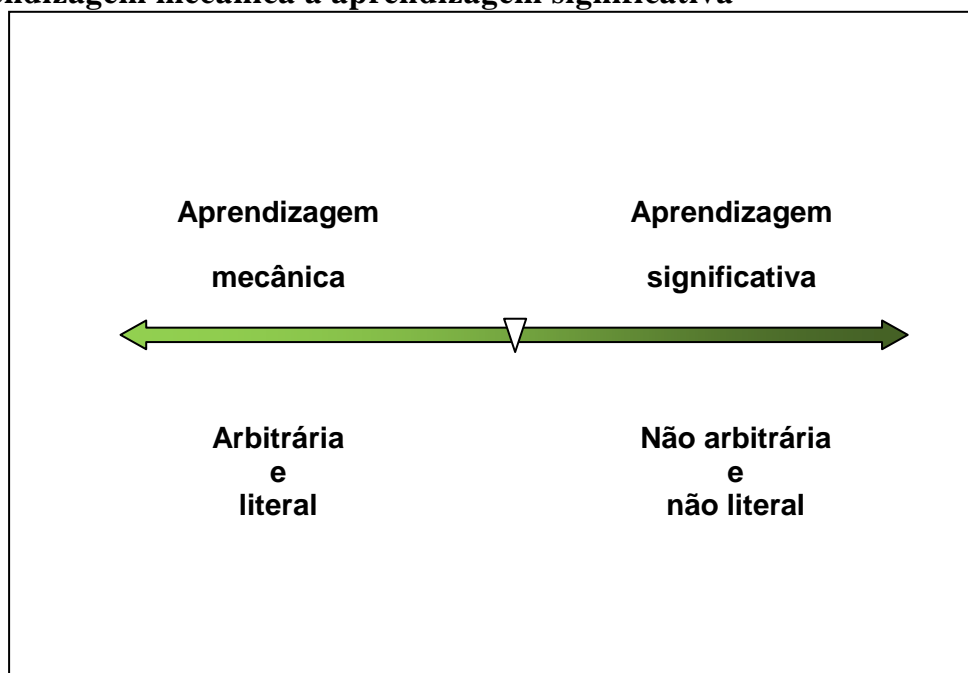 ndizagem mecânica à aprendizagem significativa
Aprendizagem
mecânica
Aprendizagem
significativa
Arbitrária
e
literal
Não arbitrária
e
não literal